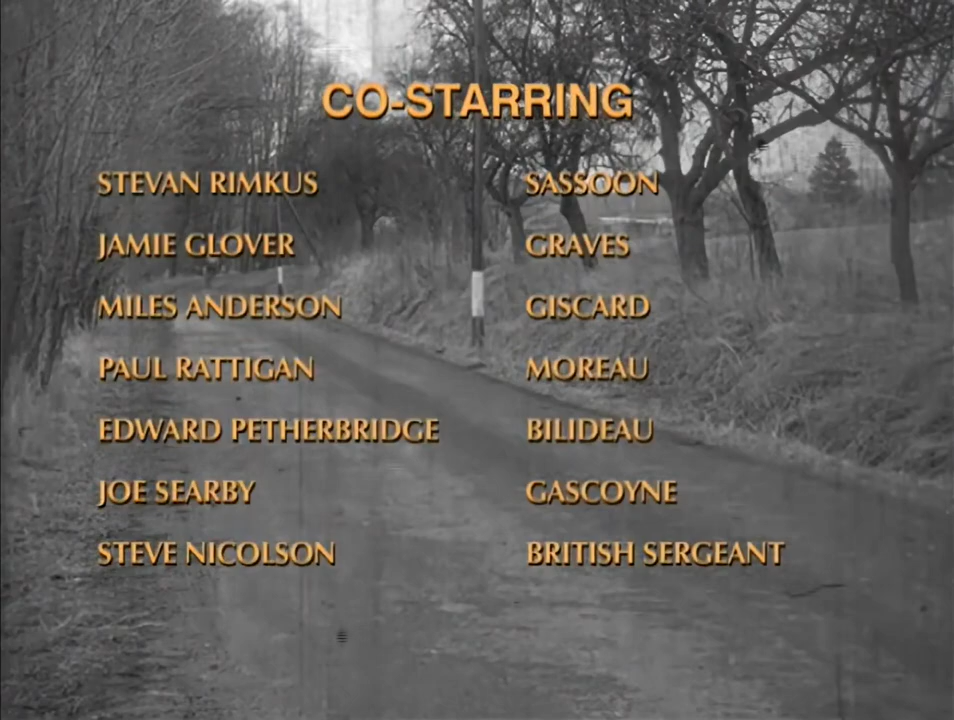 CO-STARRING
STEVAN RIMKUS SASSOON
JAMIE GLOVER GRAVES
MILES ANDERSON GISCARD
PAUL RATTIGAN MOREAU
EDWARD PETHERBRIDGE BILIDEAU
JOE SEARBY GASCOYNE
STEVE NICOLSON BRITISH SERGEANT